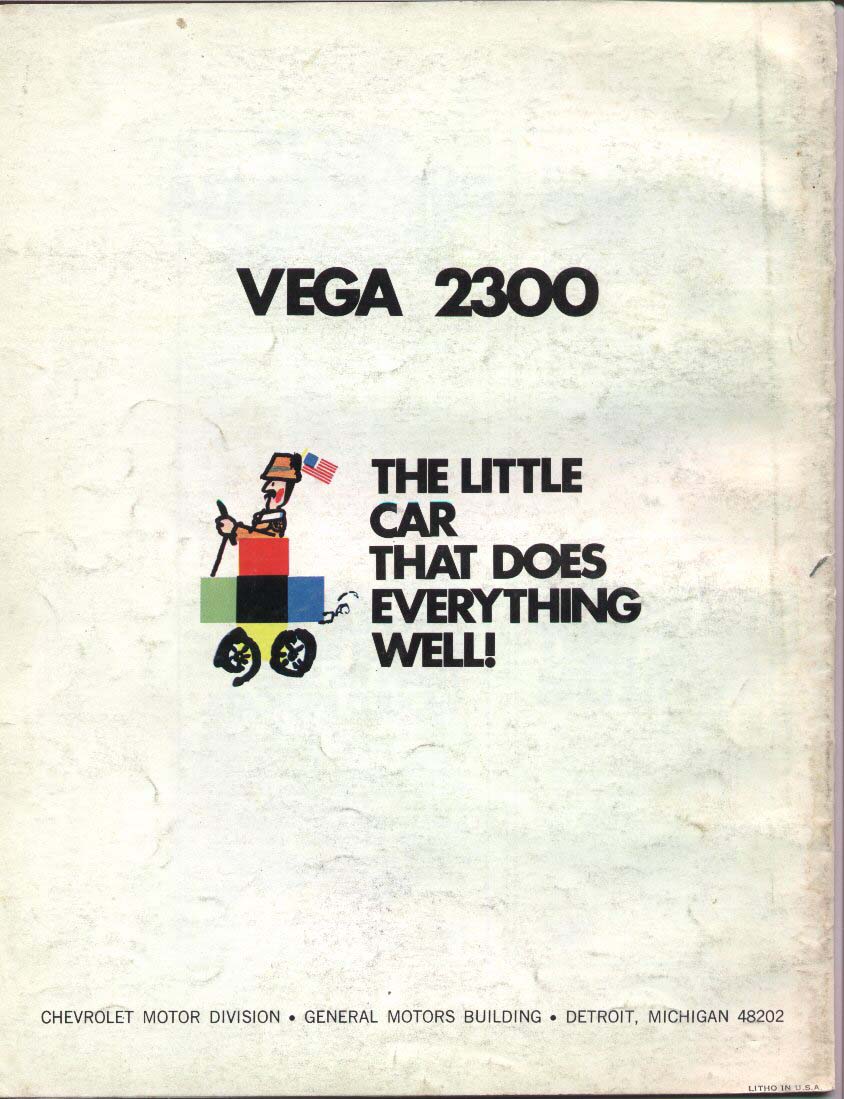 VEGA 2300
THE LITTLE
CAR
THAT DOES
EVERYTHING
WELL!
CHEVROLET MOTOR DIVISION • GENERAL MOTORS BUILDING • DETROIT, MICHIGAN 48202
LITHO IN U.S.A.